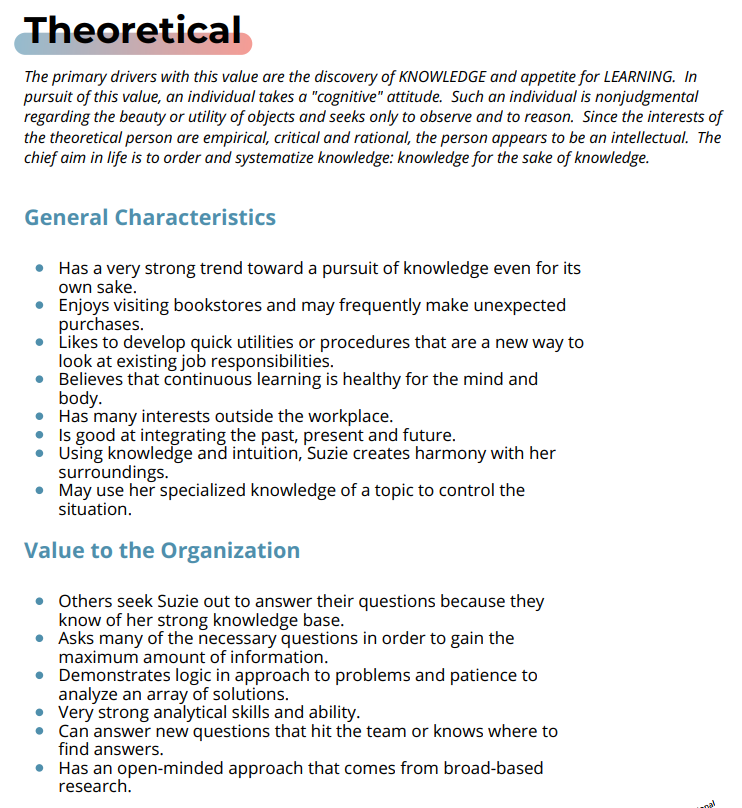 Theoretical
The primary drivers with this value are the discovery of KNOWLEDGE and appetite for LEARNING. In
pursuit of this value, an individual takes a "cognitive" attitude. Such an individual is nonjudgmental
regarding the beauty or utility of objects and seeks only to observe and to reason. Since the interests of
the theoretical person are empirical, critical and rational, the person appears to be an intellectual. The
chief aim in life is to order and systematize knowledge: knowledge for the sake of knowledge.
General Characteristics
• Has a very strong trend toward a pursuit of knowledge even for its
own sake.
• Enjoys visiting bookstores and may frequently make unexpected
purchases.
• Likes to develop quick utilities or procedures that are a new way to
look at existing job responsibilities.
• Believes that continuous learning is healthy for the mind and
body.
• Has many interests outside the workplace.
• Is good at integrating the past, present and future.
• Using knowledge and intuition, Suzie creates harmony with her
surroundings.
• May use her specialized knowledge of a topic to control the
situation.
Value to the Organization
• Others seek Suzie out to answer their questions because they
know of her strong knowledge base.
• Asks many of the necessary questions in order to gain the
maximum amount of information.
• Demonstrates logic in approach to problems and patience to
analyze an array of solutions.
• Very strong analytical skills and ability.
• Can answer new questions that hit the team or knows where to
find answers.
• Has an open-minded approach that comes from broad-based
research.